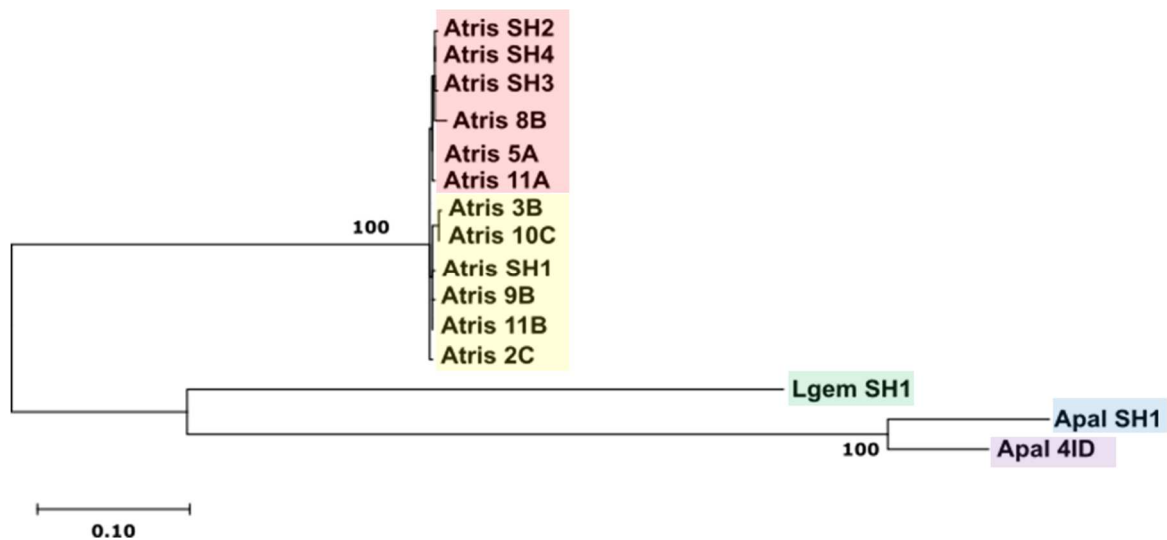 Atris SH2
Atris SH4
Atris SH3
Atris 8B
Atris 5A
Atris 11A
Atris 3B
100
Atris 10C
Atris SH1
Atris 9B
Atris 11B
Atris 2C
Lgem SH1
Apal SH1
100
Apal 4ID
0.10